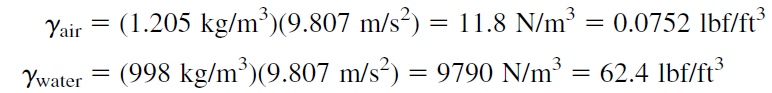 γair = (1.205 kg/m³)(9.807 m/s²) = 11.8 N/m³ = 0.0752 lbf/ft³
γwater = (998 kg/m³)(9.807 m/s²) = 9790 N/m³ = 62.4 lbf/ft³